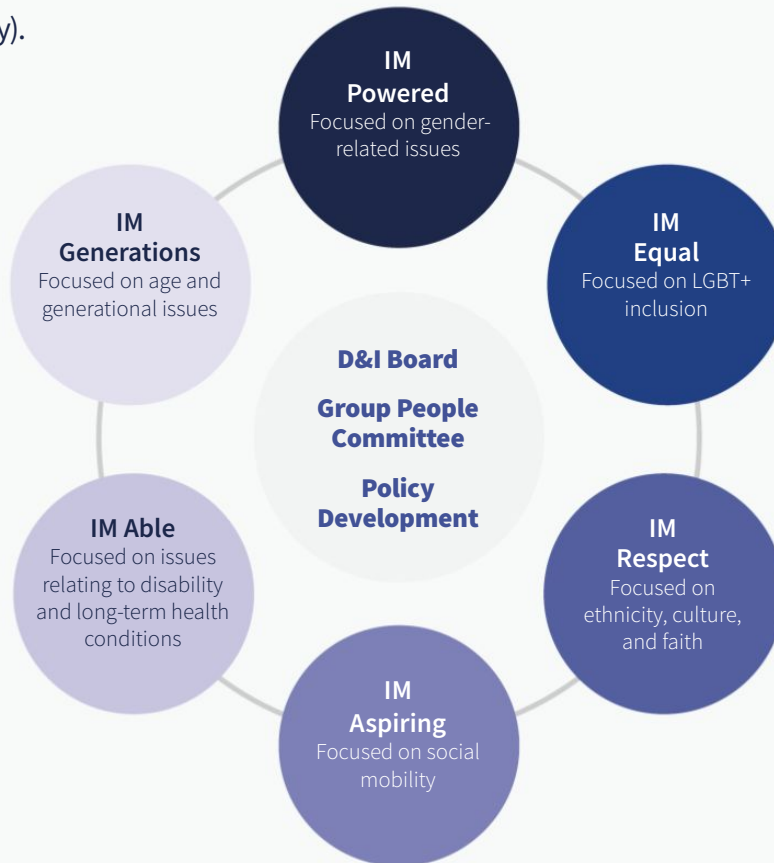 y).
IM
Powered
Focused on gender-
related issues
IM
Generations
Focused on age and
generational issues
IM
Equal
Focused on LGBT+
inclusion
D&I Board
Group People
Committee
Policy
Development
IM Able
Focused on issues
relating to disability
and long-term health
conditions
IM
Respect
Focused on
ethnicity, culture,
and faith
IM
Aspiring
Focused on social
mobility